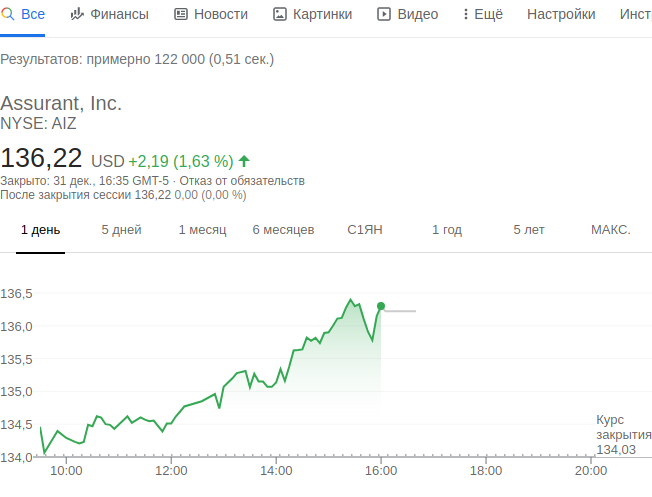 Все Финансы Новости Картинки Видео Ещё Настройки Инст
Результатов: примерно 122 000 (0,51 сек.)
Assurant, Inc.
NYSE: AIZ
136,22 USD +2,19 (1,63 %)
Закрыто: 31 дек., 16:35 GMT-5 · Отказ от обязательств
После закрытия сессии 136,22 0,00 (0,00 %)
1 день 5 дней 1 месяц 6 месяцев С1ЯН 1 год 5 лет МАКС.
136,5
136,0
135,5
135,0
134,5
134,0
Курс
закрытия
134,03
10:00 12:00 14:00 16:00 18:00 20:00